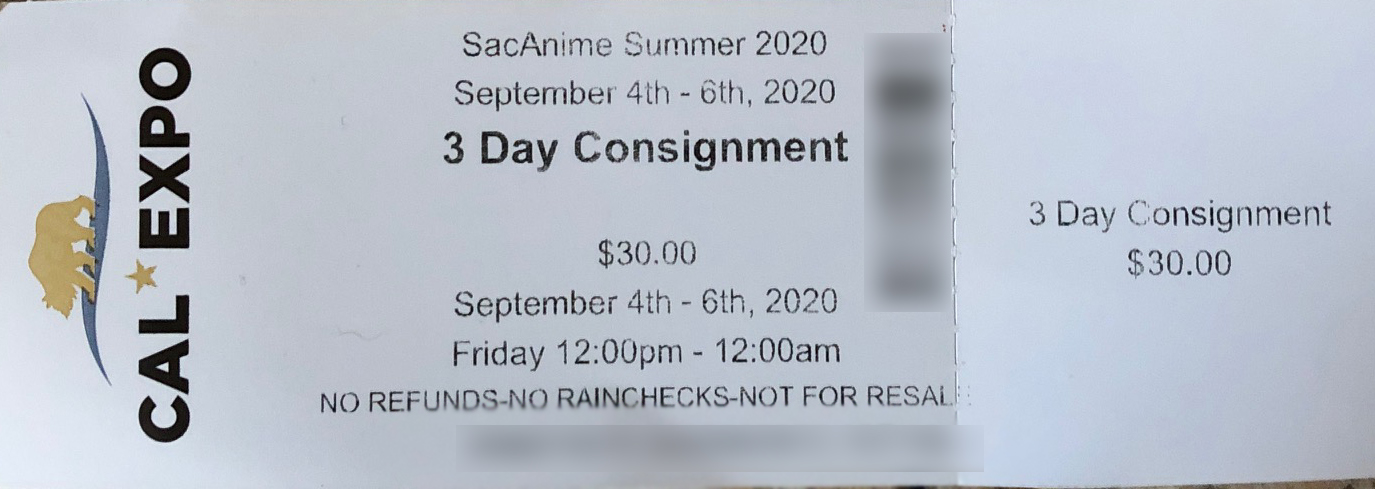 CAL EXPO
SacAnime Summer 2020
September 4th - 6th, 2020
3 Day Consignment
$30.00
September 4th - 6th, 2020
Friday 12:00pm - 12:00am
NO REFUNDS-NO RAINCHECKS-NOT FOR RESALE
3 Day Consignment
$30.00